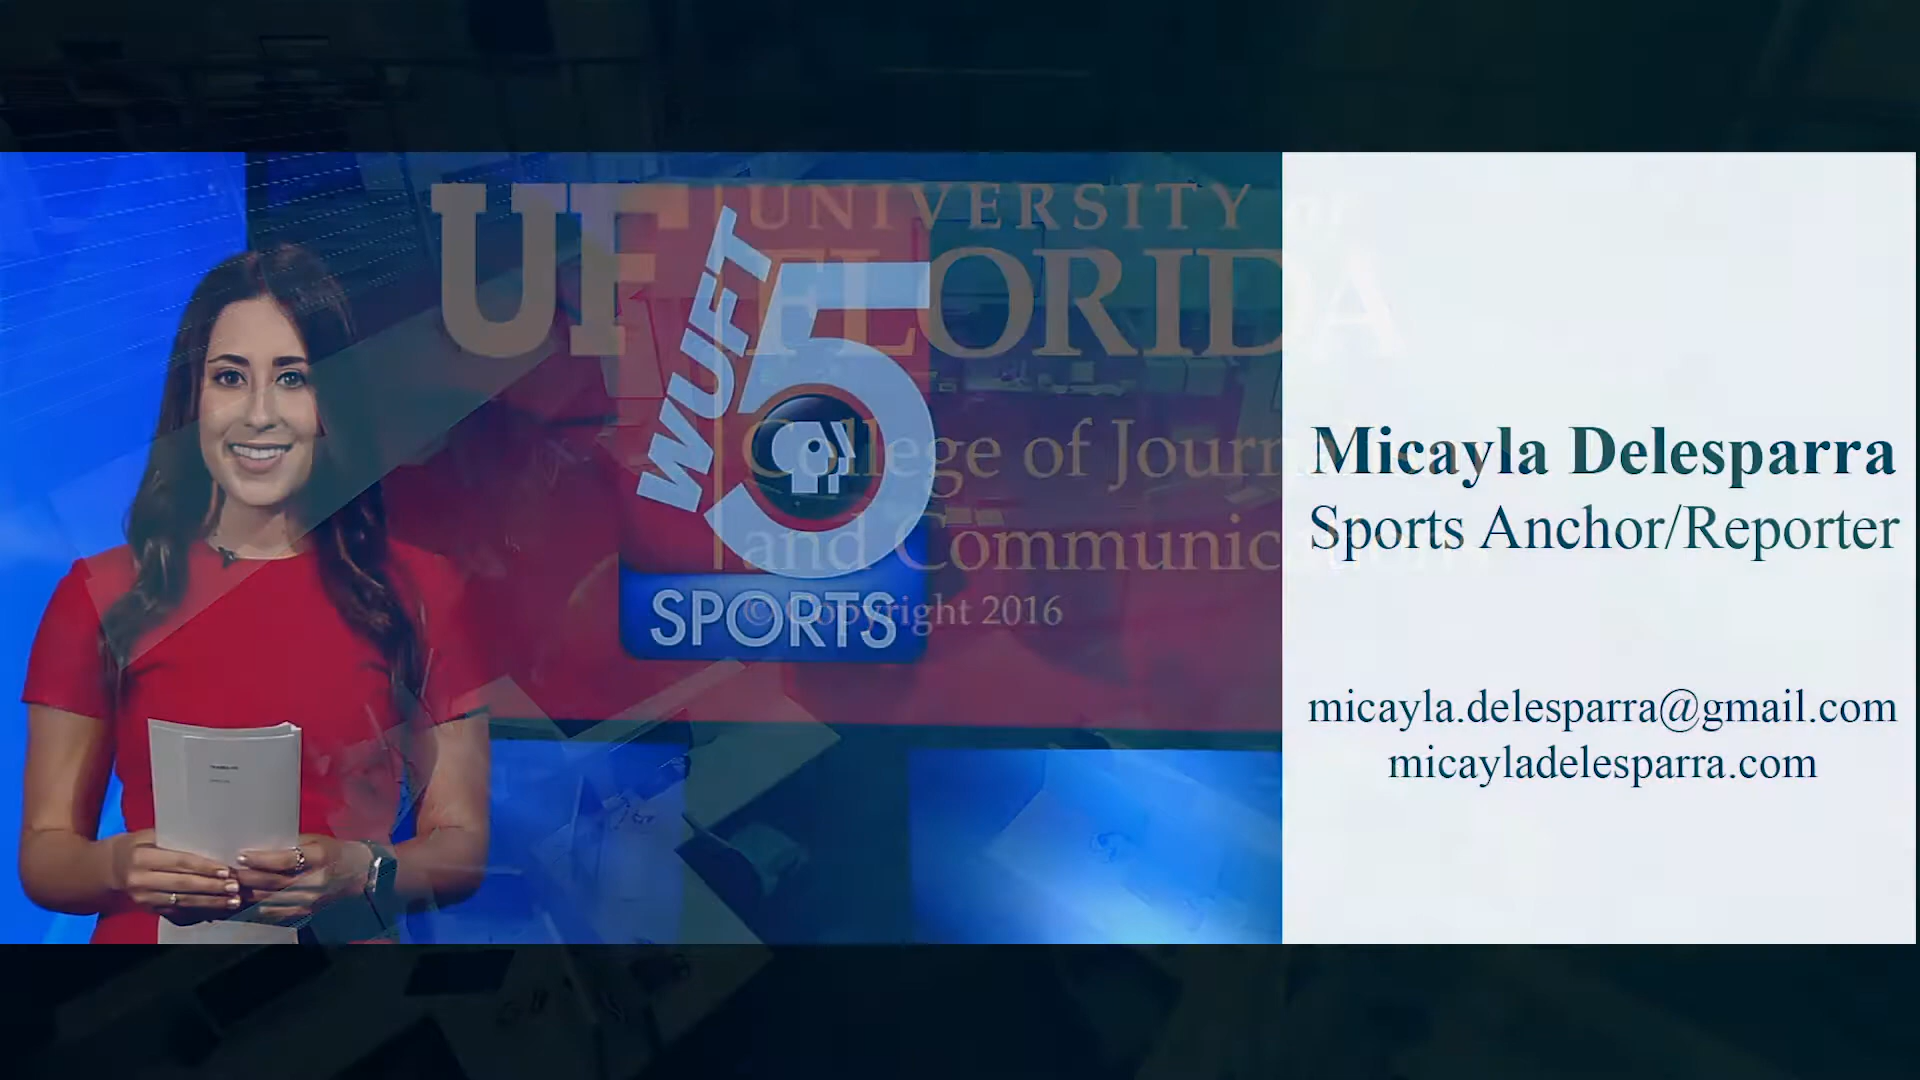 UF UNIVERSITY of
FLORIDA
WUFT
5
SPORTS
College of Journ
and Communic
© Copyright 2016
Micayla Delesparra
Sports Anchor/Reporter
micayla.delesparra@gmail.com
micayladelesparra.com